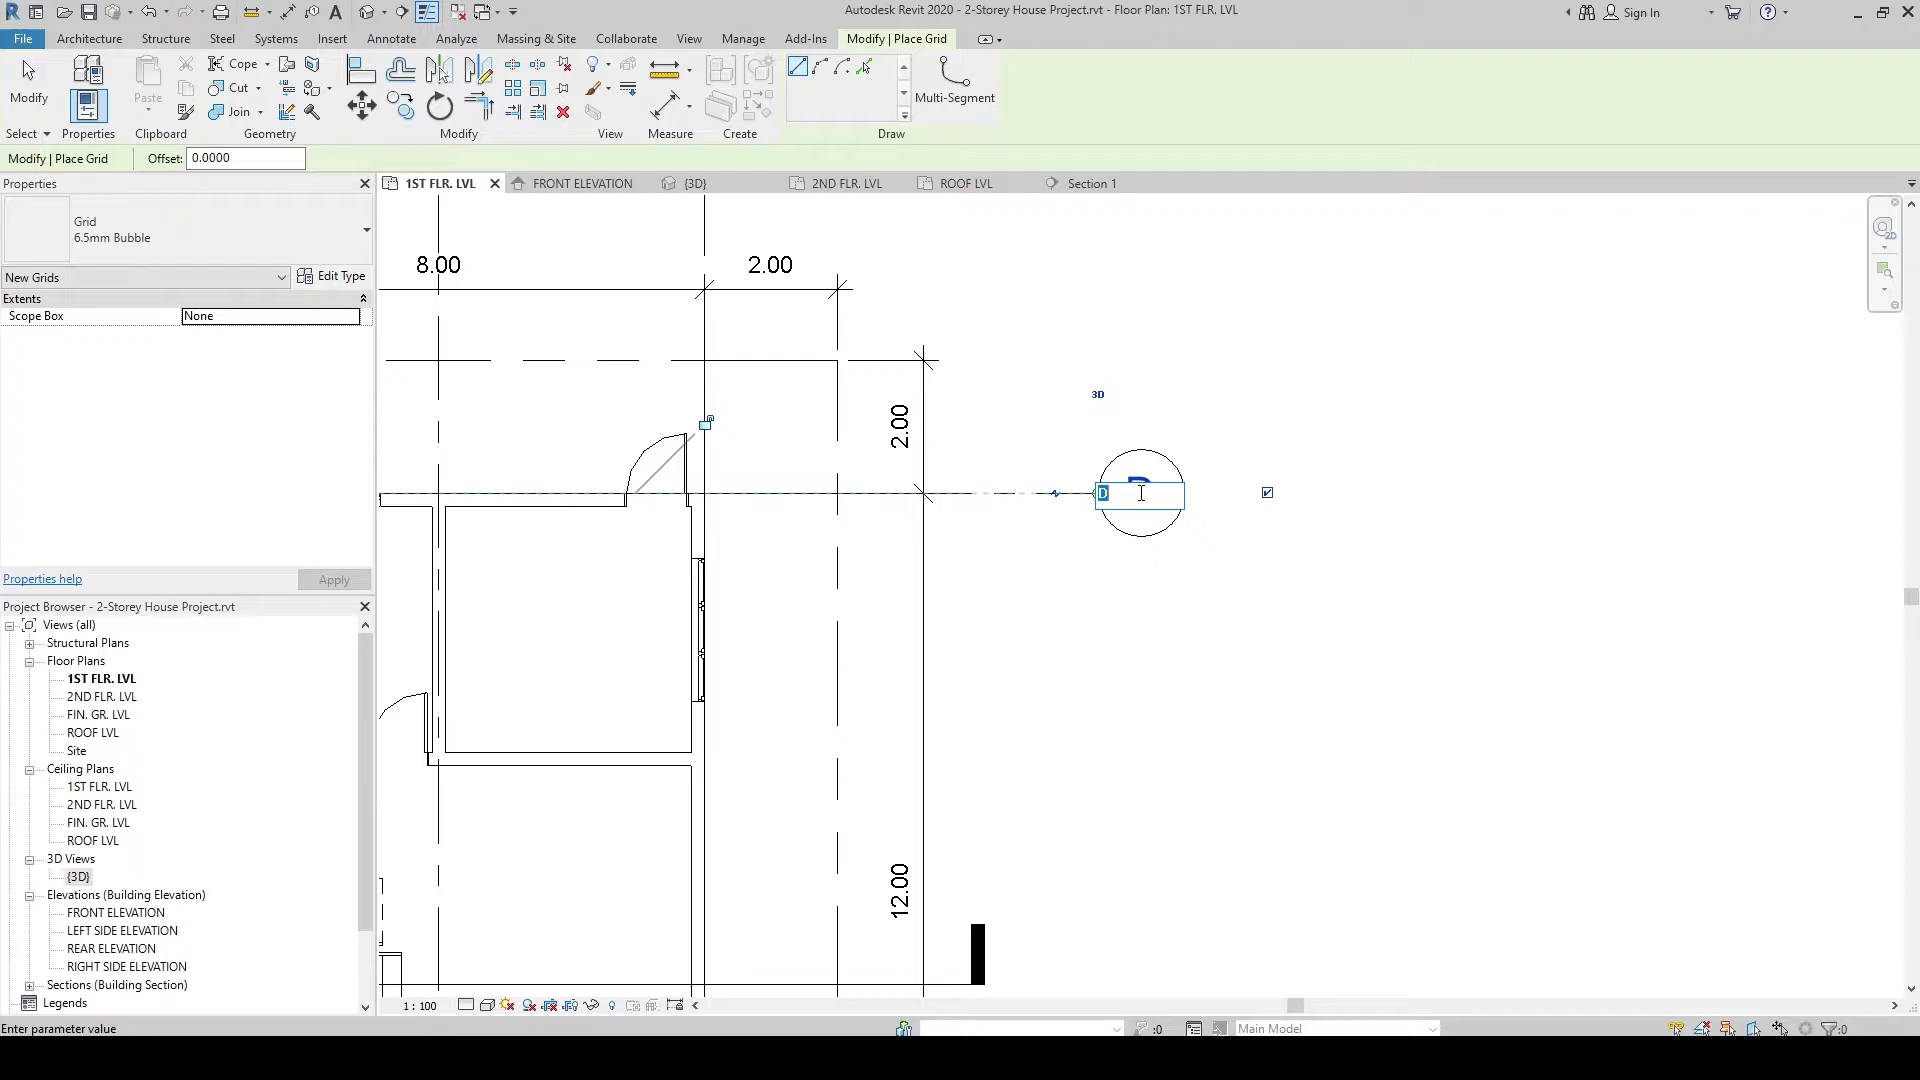 Autodesk Revit 2020 - 2-Storey House Project.rvt - Floor Plan: 1ST FLR. LVL
Sign In
File
Architecture
Structure
Steel
Systems
Insert
Annotate
Analyze
Massing & Site
Collaborate
View
Manage
Add-Ins
Modify | Place Grid
Cope
Cut
Join
Paste
Modify
Multi-Segment
Select
Properties
Clipboard
Geometry
Modify
View
Measure
Create
Draw
Modify | Place Grid
Offset: 0.0000
Properties
1ST FLR. LVL
FRONT ELEVATION
{3D}
2ND FLR. LVL
ROOF LVL
Section 1
Grid
6.5mm Bubble
New Grids
Edit Type
Extents
Scope Box
None
Properties help
Apply
8.00
2.00
3D
2.00
D
12.00
2D
Project Browser - 2-Storey House Project.rvt
Views (all)
Structural Plans
Floor Plans
1ST FLR. LVL
2ND FLR. LVL
FIN. GR. LVL
ROOF LVL
Site
Ceiling Plans
1ST FLR. LVL
2ND FLR. LVL
FIN. GR. LVL
ROOF LVL
3D Views
{3D}
Elevations (Building Elevation)
FRONT ELEVATION
LEFT SIDE ELEVATION
REAR ELEVATION
RIGHT SIDE ELEVATION
Sections (Building Section)
Legends
1 : 100
Enter parameter value
:0
Main Model
:0